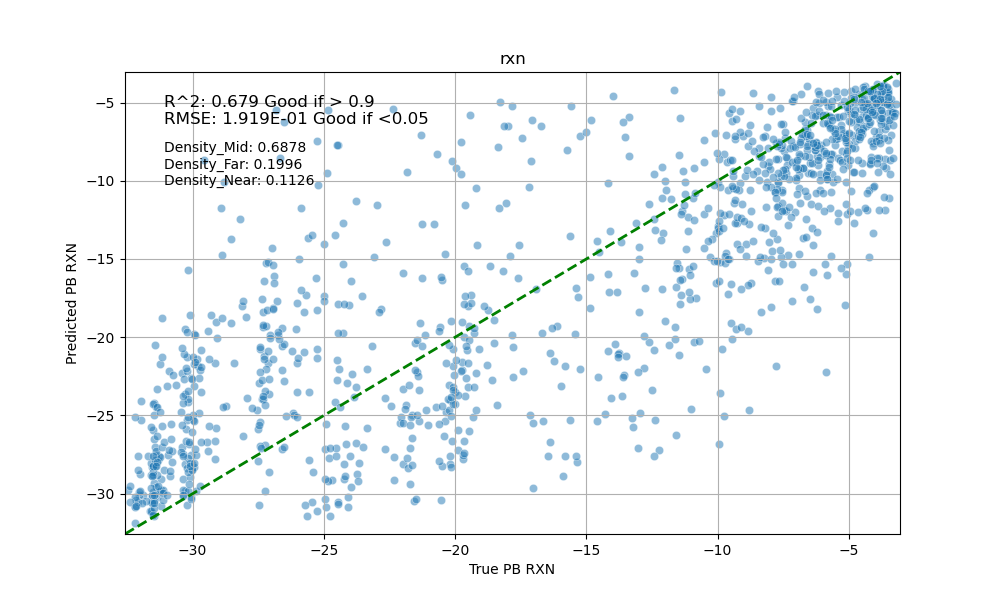 rxn
R^2: 0.679 Good if > 0.9
RMSE: 1.919E-01 Good if <0.05
Density_Mid: 0.6878
Density_Far: 0.1996
Density_Near: 0.1126
Predicted PB RXN
−5
−10
−15
−20
−25
−30
−30
−25
−20
−15
−10
−5
True PB RXN